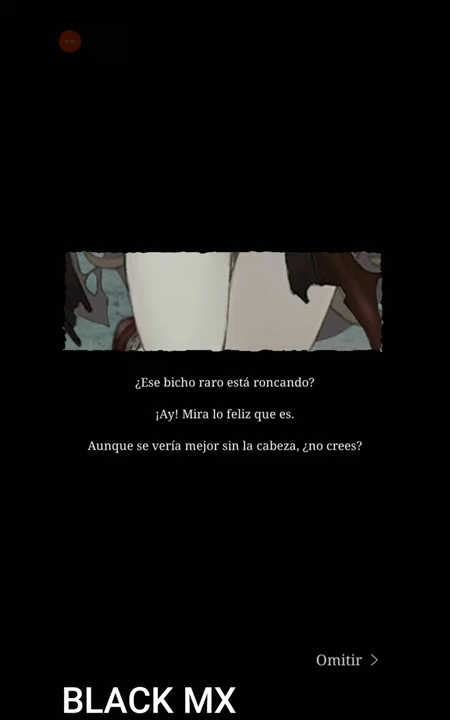 ¿Ese bicho raro está roncando?
¡Ay! Mira lo feliz que es.
Aunque se vería mejor sin la cabeza, ¿no crees?
Omitir
BLACK MX